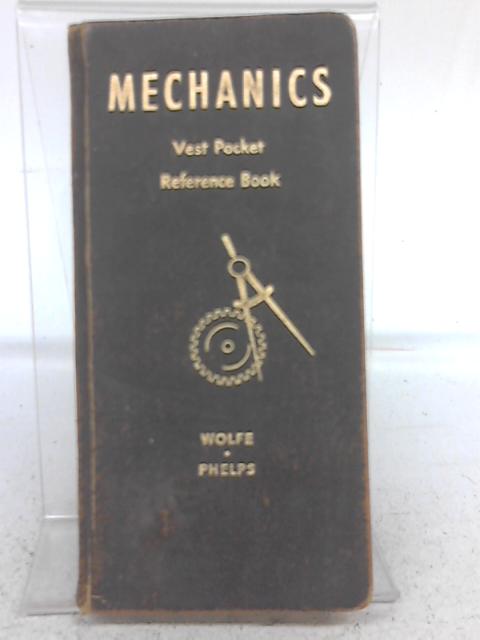 MECHANICS
Vest Pocket
Reference Book
WOLFE
•
PHELPS